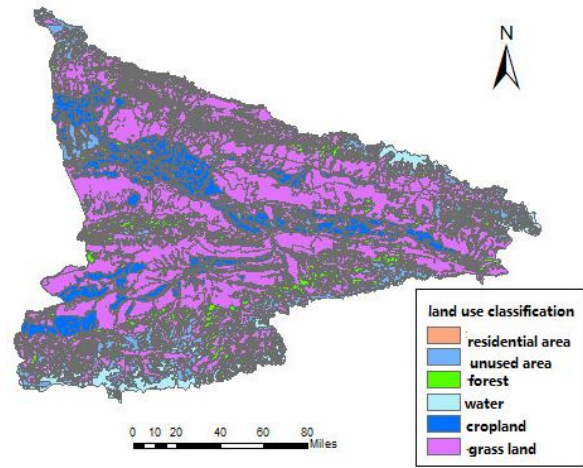 N
land use classification
residential area
unused area
forest
water
cropland
grass land
0 10 20 40 60 80
Miles